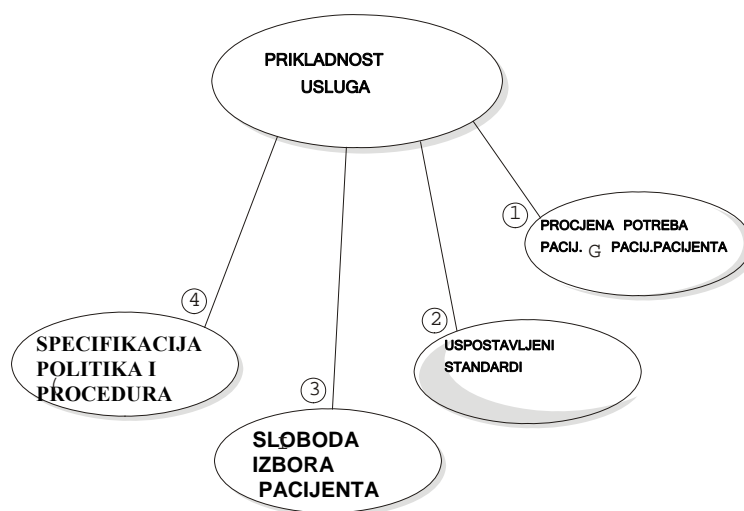 PRIKLADNOST
USLUGA
1
PROCJENA POTREBA
PACIJ. G PACIJ.PACIJENTA
2
USPOSTAVLJENI
STANDARDI
3
SLOBODA
IZBORA
PACIJENTA
4
SPECIFIKACIJA
POLITIKA I
PROCEDURA